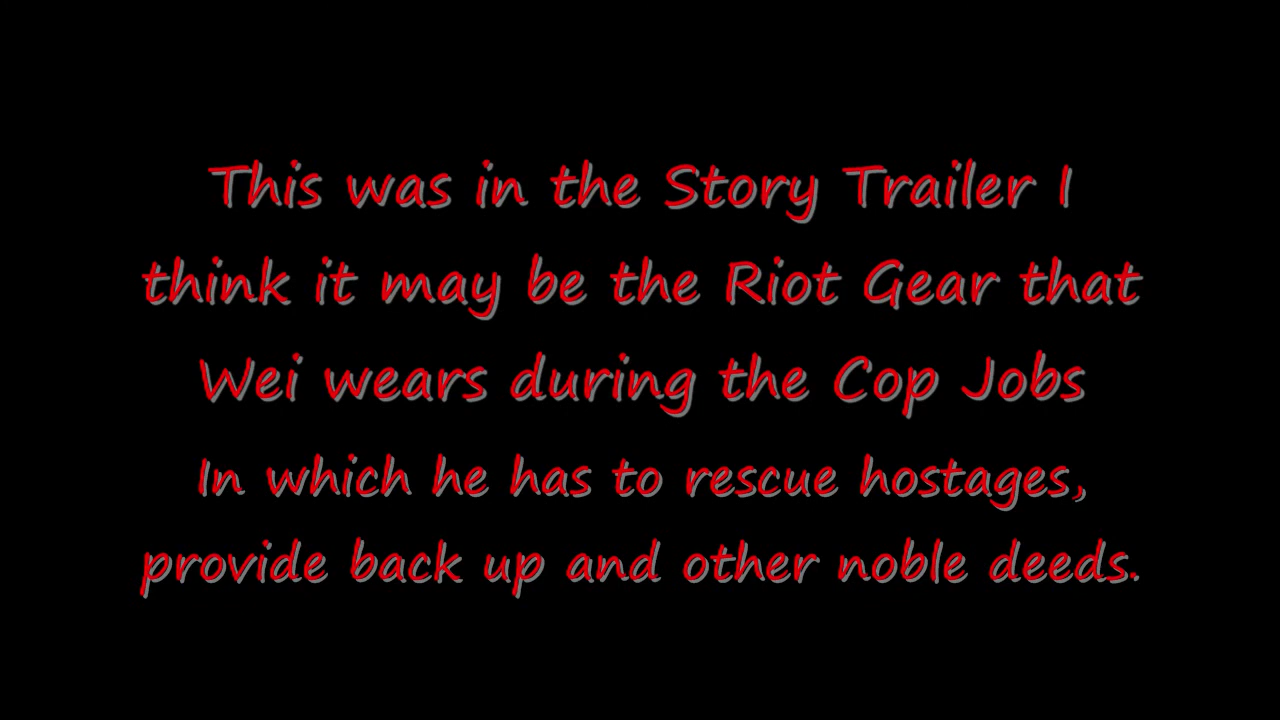 This was in the Story Trailer I
think it may be the Riot Gear that
Wei wears during the Cop Jobs
In which he has to rescue hostages,
provide back up and other noble deeds.